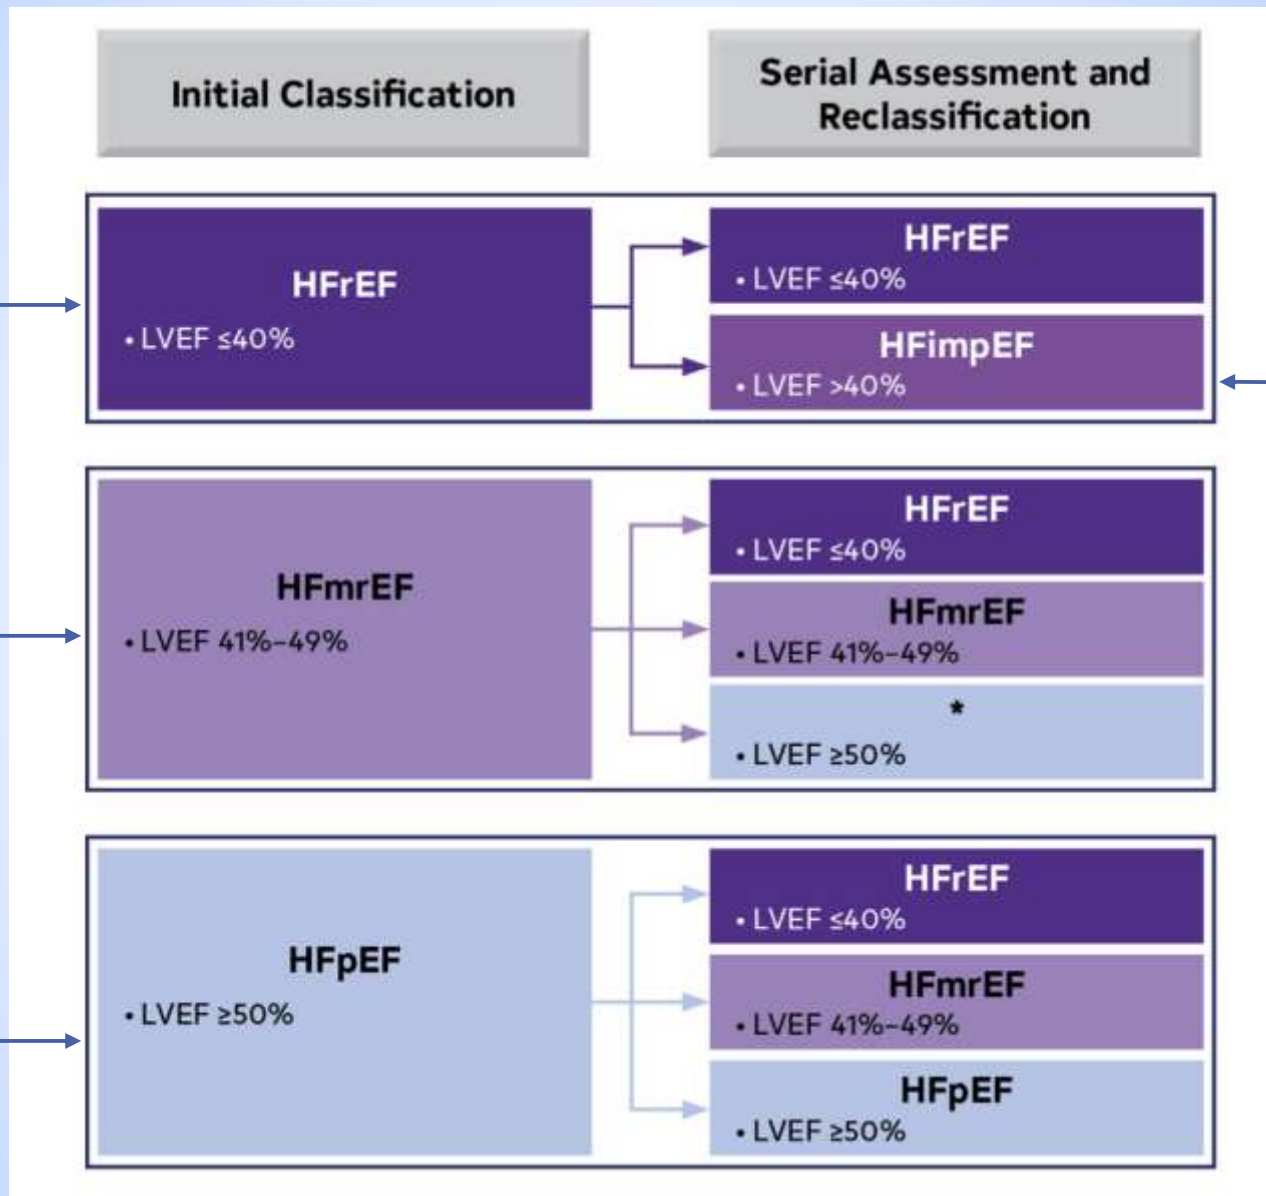 Initial Classification
Serial Assessment and
Reclassification
HFrEF
• LVEF ≤40%
HFrEF
• LVEF ≤40%
HFimpEF
• LVEF >40%
HFmrEF
• LVEF 41%–49%
HFrEF
• LVEF ≤40%
HFmrEF
• LVEF 41%–49%
*
• LVEF ≥50%
HFpEF
• LVEF ≥50%
HFrEF
• LVEF ≤40%
HFmrEF
• LVEF 41%–49%
HFpEF
• LVEF ≥50%